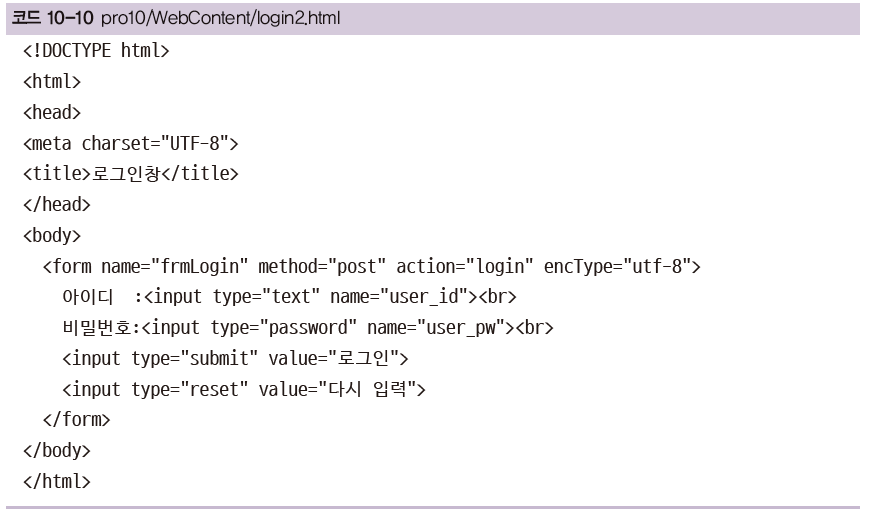 코드 10-10 pro10/WebContent/login2.html
<!DOCTYPE html>
<html>
<head>
<meta charset="UTF-8">
<title>로그인창</title>
</head>
<body>
  <form name="frmLogin" method="post" action="login" encType="utf-8">
    아이디  :<input type="text" name="user_id"><br>
    비밀번호:<input type="password" name="user_pw"><br>
    <input type="submit" value="로그인">
    <input type="reset" value="다시 입력">
  </form>
</body>
</html>